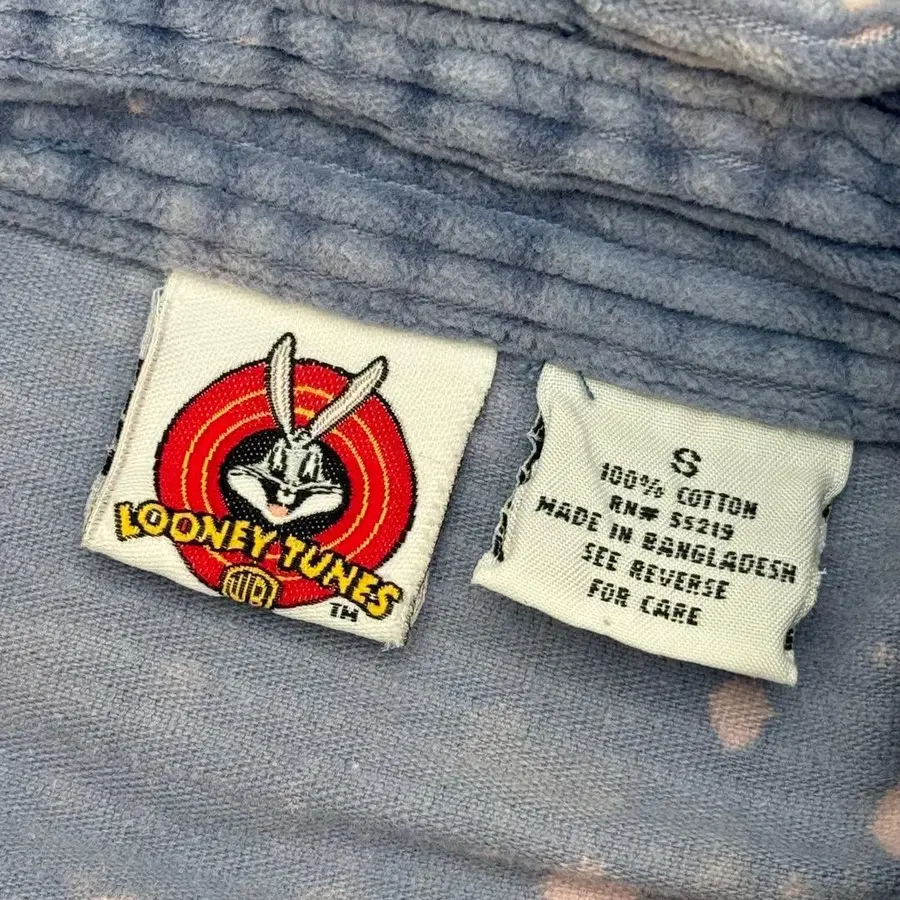 LOONEY TUNES
WB
TM
S
100% COTTON
RN# 55219
MADE IN BANGLADESH
SEE REVERSE
FOR CARE